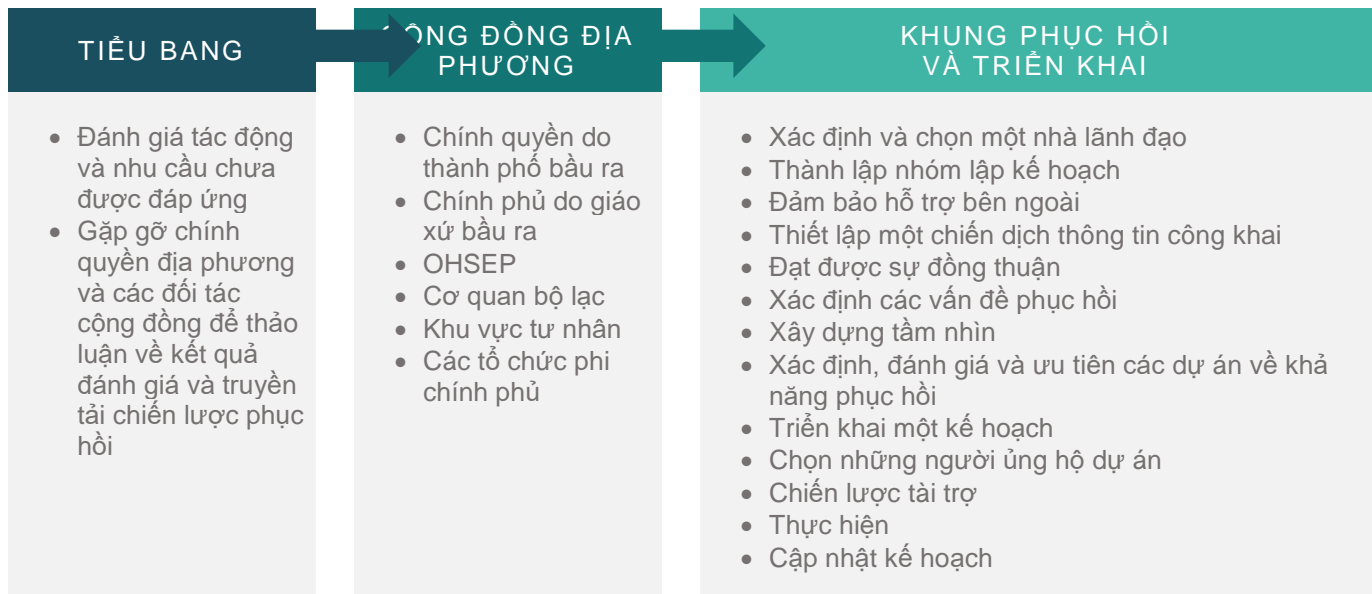 TIỂU BANG
• Đánh giá tác động
và nhu cầu chưa
được đáp ứng
• Gặp gỡ chính
quyền địa phương
và các đối tác
cộng đồng để thảo
luận về kết quả
đánh giá và truyền
tải chiến lược phục
hồi
CỘNG ĐỒNG ĐỊA
PHƯƠNG
• Chính quyền do
thành phố bầu ra
• Chính phủ do giáo
xứ bầu ra
• OHSEP
• Cơ quan bộ lạc
• Khu vực tư nhân
• Các tổ chức phi
chính phủ
KHUNG PHỤC HỒI
VÀ TRIỂN KHAI
• Xác định và chọn một nhà lãnh đạo
• Thành lập nhóm lập kế hoạch
• Đảm bảo hỗ trợ bên ngoài
• Thiết lập một chiến dịch thông tin công khai
• Đạt được sự đồng thuận
• Xác định các vấn đề phục hồi
• Xây dựng tầm nhìn
• Xác định, đánh giá và ưu tiên các dự án về khả
năng phục hồi
• Triển khai một kế hoạch
• Chọn những người ủng hộ dự án
• Chiến lược tài trợ
• Thực hiện
• Cập nhật kế hoạch